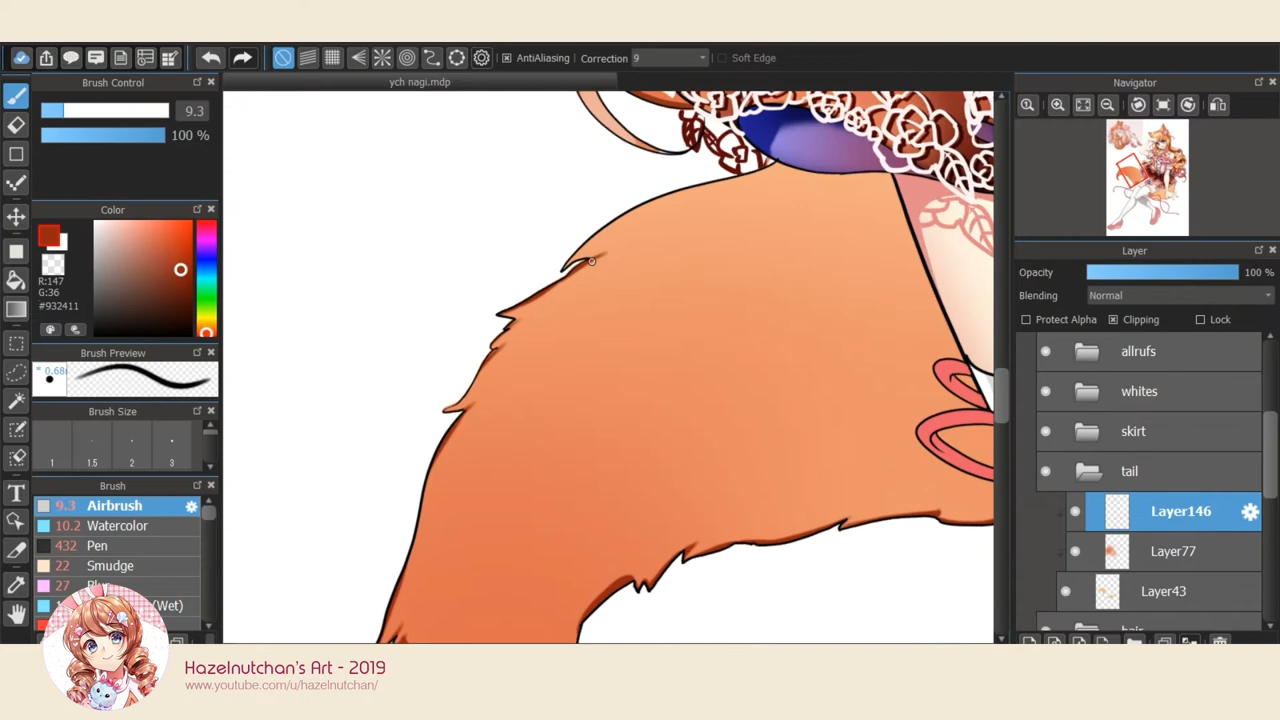 AntiAliasing Correction 9 Soft Edge
Brush Control
ych nagi.mdp
Navigator
9.3
100 %
Color
R:147
G:36
#932411
Layer
Opacity 100 %
Blending Normal
Protect Alpha Clipping Lock
Brush Preview
* 0.68
Brush Size
1 1.5 2 3
Brush
9.3 Airbrush
10.2 Watercolor
432 Pen
22 Smudge
27
(Wet)
allrufs
whites
skirt
tail
Layer146
Layer77
Layer43
Hazelnutchan's Art - 2019
www.youtube.com/u/hazelnutchan/